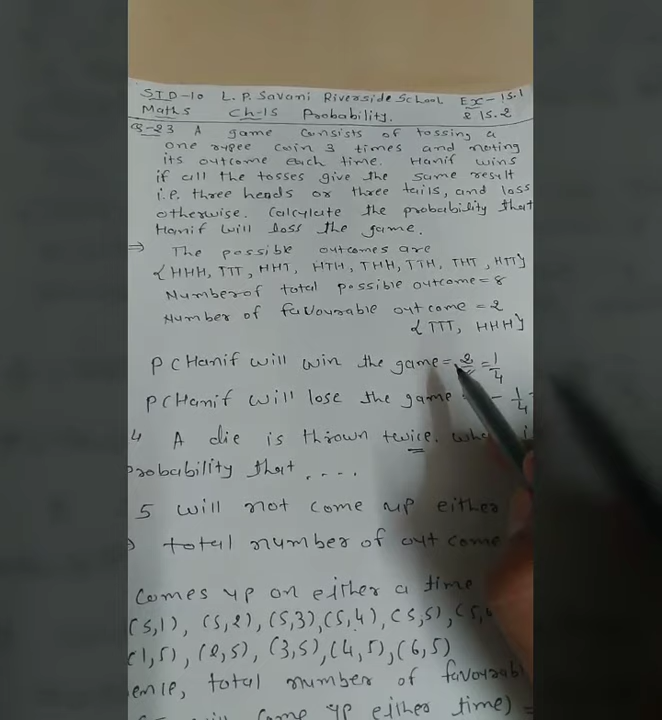 STD-10 L. P. Savani Riverside School Ex-15.1
Maths Ch-15 Probability. & 15.2
Q-23 A game consists of tossing a
one rupee coin 3 times and noting
its outcome each time. Hanif wins
if all the tosses give the same result
i.e. three heads or three tails, and loss
otherwise. Calculate the probability that
Hanif will loss the game.
⇒ The possible outcomes are
{HHH, TTT, HHT, HTH, THH, TTH, THT, HTT}
Number of total possible outcome = 8
Number of favourable outcome = 2
{TTT, HHH}
P(Hanif will win the game = 2/ = 1/4
P(Hanif will lose the game - 1/4
4 A die is thrown twice.
probability that ....
5 will not come up either
total number of out come
Comes up on either a time
(5,1), (5,2), (5,3), (5,4), (5,5), (5,
(1,5), (2,5), (3,5), (4,5), (6,5)
total number of favourabl
come up either time) =